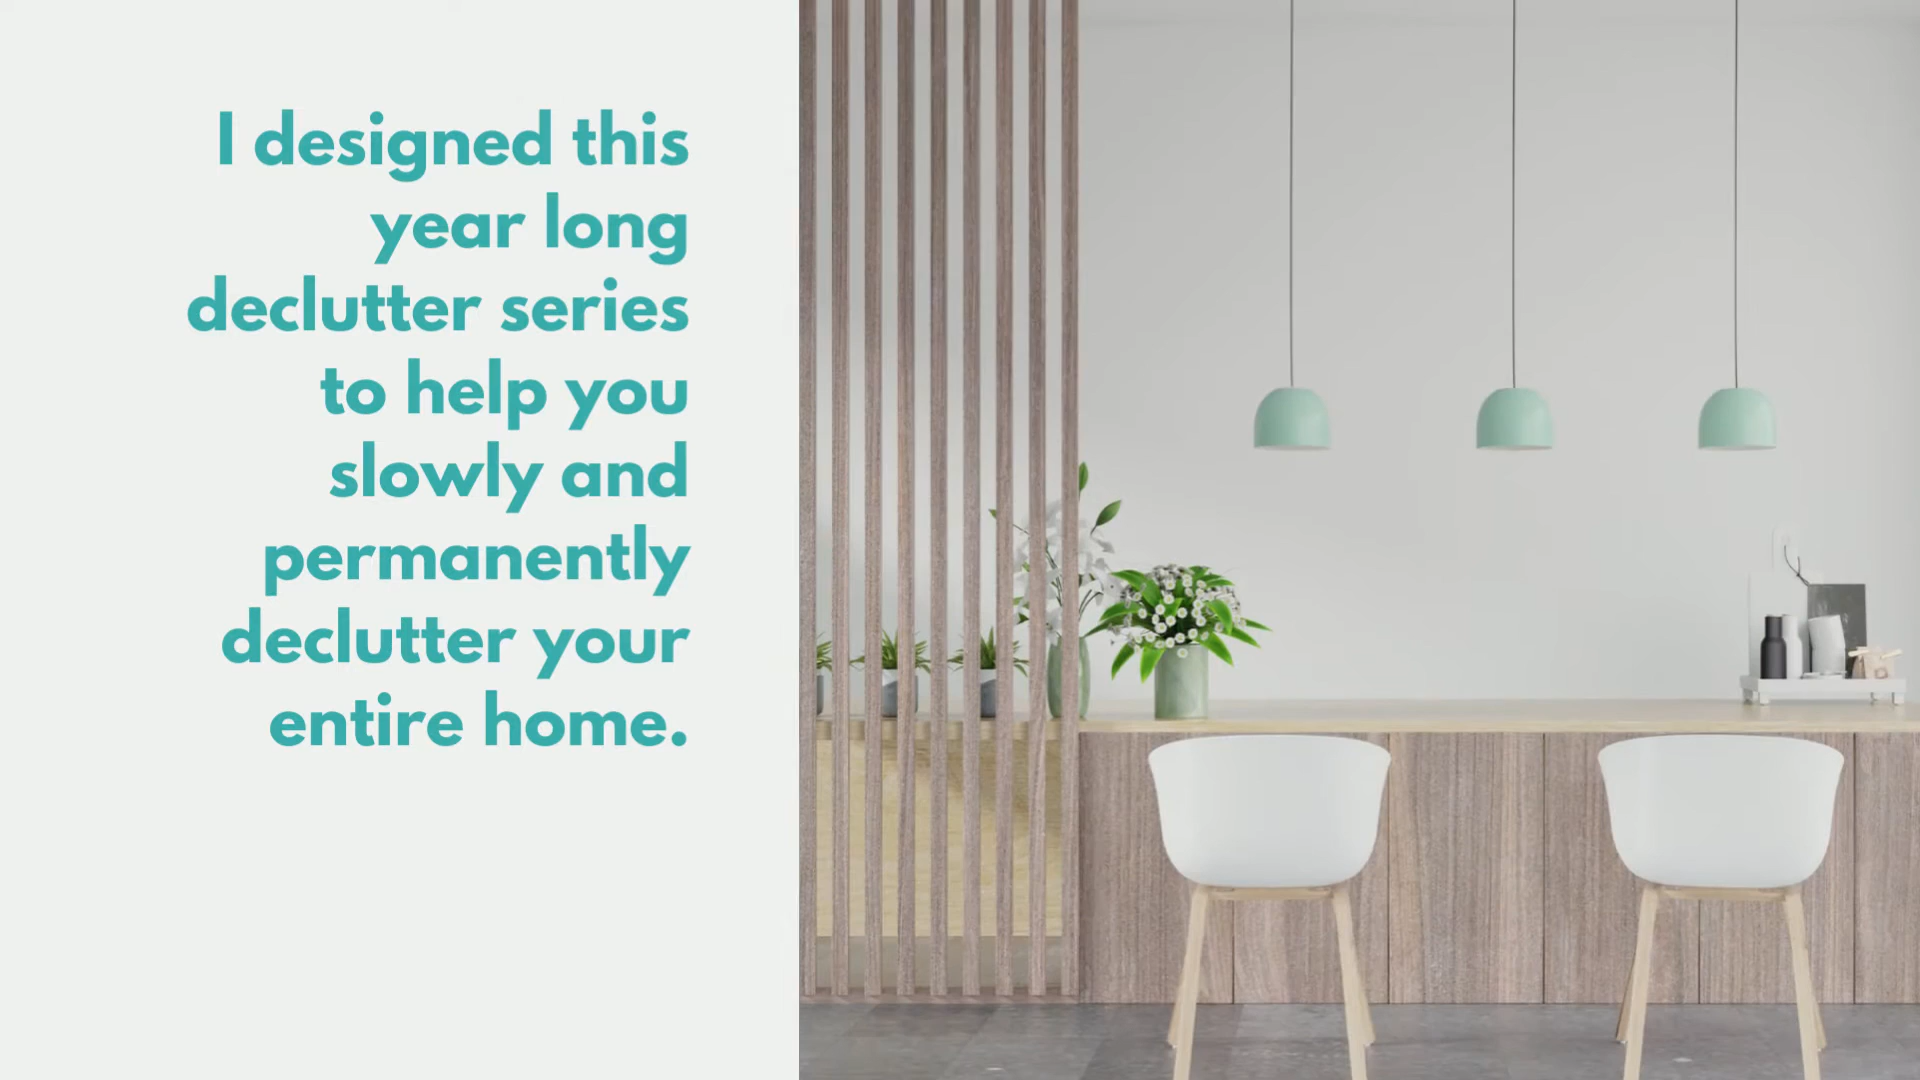 I designed this
year long
declutter series
to help you
slowly and
permanently
declutter your
entire home.